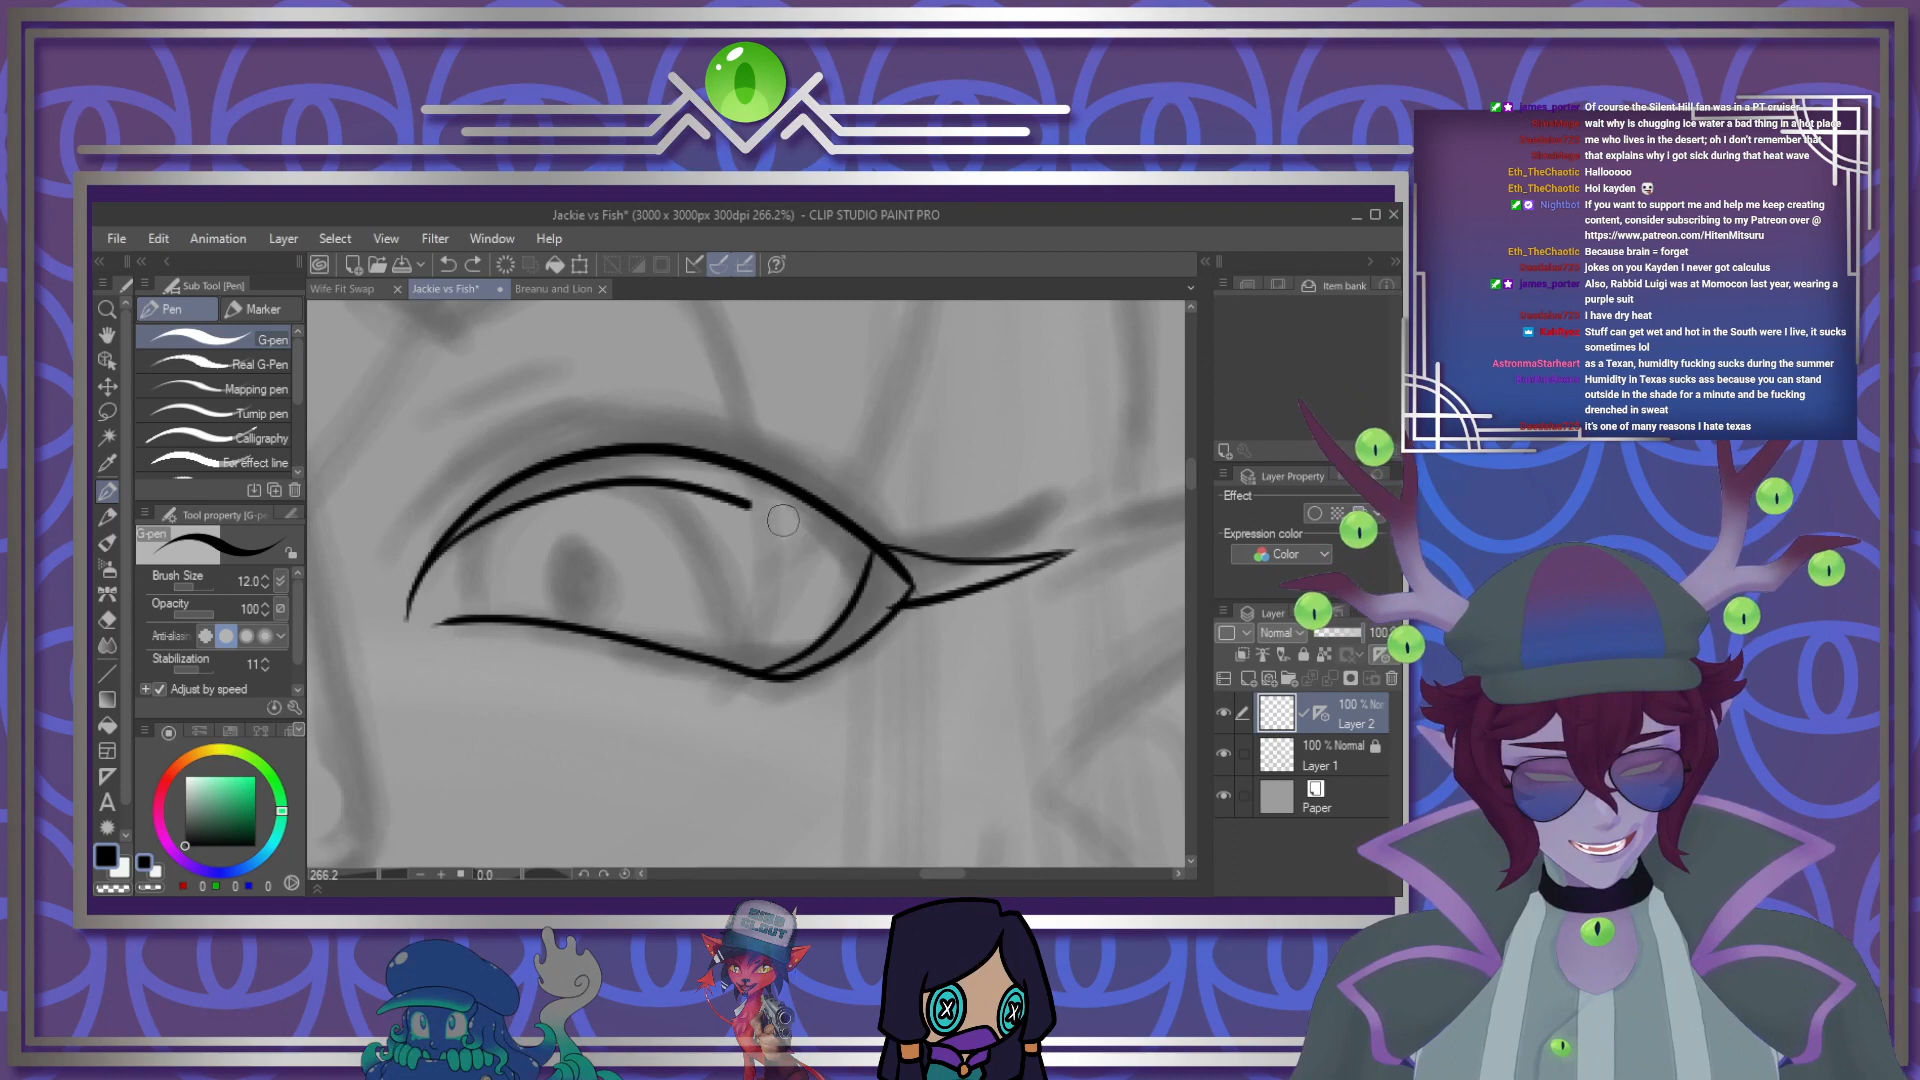 Jackie vs Fish* (3000 x 3000px 300dpi 266.2%) - CLIP STUDIO PAINT PRO
File Edit Animation Layer Select View Filter Window Help
Sub Tool [Pen]
Wife Fit Swap
Jackie vs Fish*
Breanu and Lion
Pen
Marker
G-pen
Real G-Pen
Mapping pen
Turnip pen
Calligraphy
For effect line
Tool property [G-pe
G-pen
Brush Size 12.0
Opacity 100
Anti-aliasin
Stabilization 11
Adjust by speed
0 0 0
266.2
0.0
Item bank
Layer Property
Effect
Expression color
Color
Layer
Normal 100
100 % Nor
Layer 2
100 % Normal
Layer 1
Paper
james_porter Of course the Silent Hill fan was in a PT cruiser
wait why is chugging ice water a bad thing in a hot place
me who lives in the desert; oh I don't remember that
that explains why I got sick during that heat wave
Eth_TheChaotic Hallooooo
Eth_TheChaotic Hoi kayden
Nightbot If you want to support me and help me keep creating
content, consider subscribing to my Patreon over @
https://www.patreon.com/HitenMitsuru
Eth_TheChaotic Because brain = forget
jokes on you Kayden I never got calculus
james_porter Also, Rabbid Luigi was at Momocon last year, wearing a
purple suit
I have dry heat
Stuff can get wet and hot in the South were I live, it sucks
sometimes lol
AstronmaStarheart as a Texan, humidity fucking sucks during the summer
Humidity in Texas sucks ass because you can stand
outside in the shade for a minute and be fucking
drenched in sweat
it's one of many reasons I hate texas